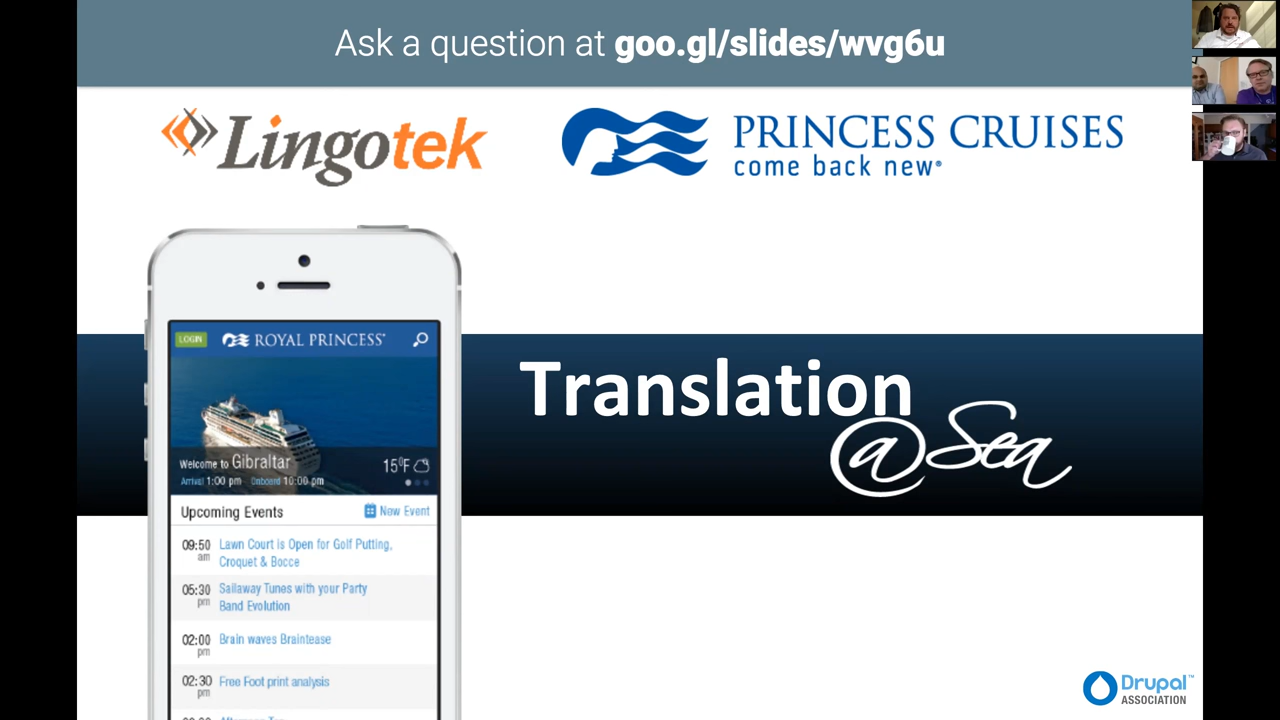 Ask a question at goo.gl/slides/wvg6u
Lingotek
PRINCESS CRUISES
come back new®
LOGIN
ROYAL PRINCESS®
Welcome to Gibraltar
15°F
Arrival 1:00 pm Onboard 10:00 pm
Translation
@Sea
Upcoming Events
New Event
09:50 am
Lawn Court is Open for Golf Putting,
Croquet & Bocce
05:30 pm
Sailaway Tunes with your Party
Band Evolution
02:00 pm
Brain waves Braintease
02:30 pm
Free Foot print analysis
Drupal™
ASSOCIATION